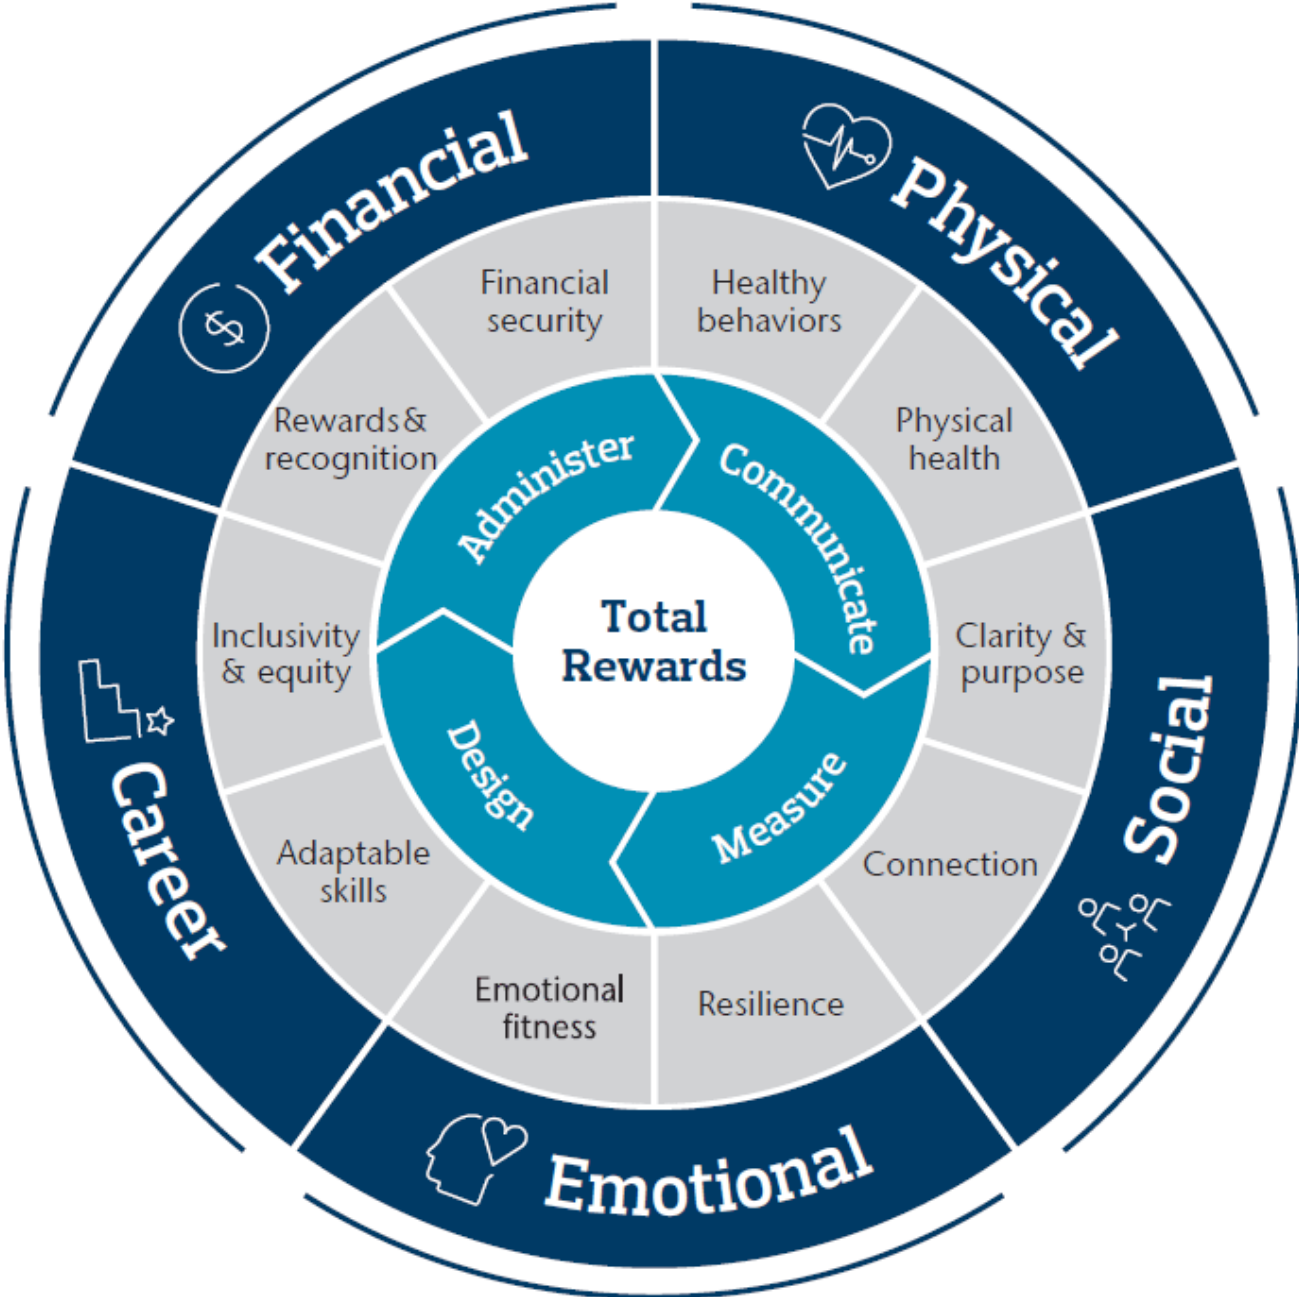 Financial
Physical
Social
Emotional
Career
Financial
security
Healthy
behaviors
Physical
health
Clarity &
purpose
Connection
Resilience
Emotional
fitness
Adaptable
skills
Inclusivity
& equity
Rewards &
recognition
Administer
Communicate
Measure
Design
Total
Rewards